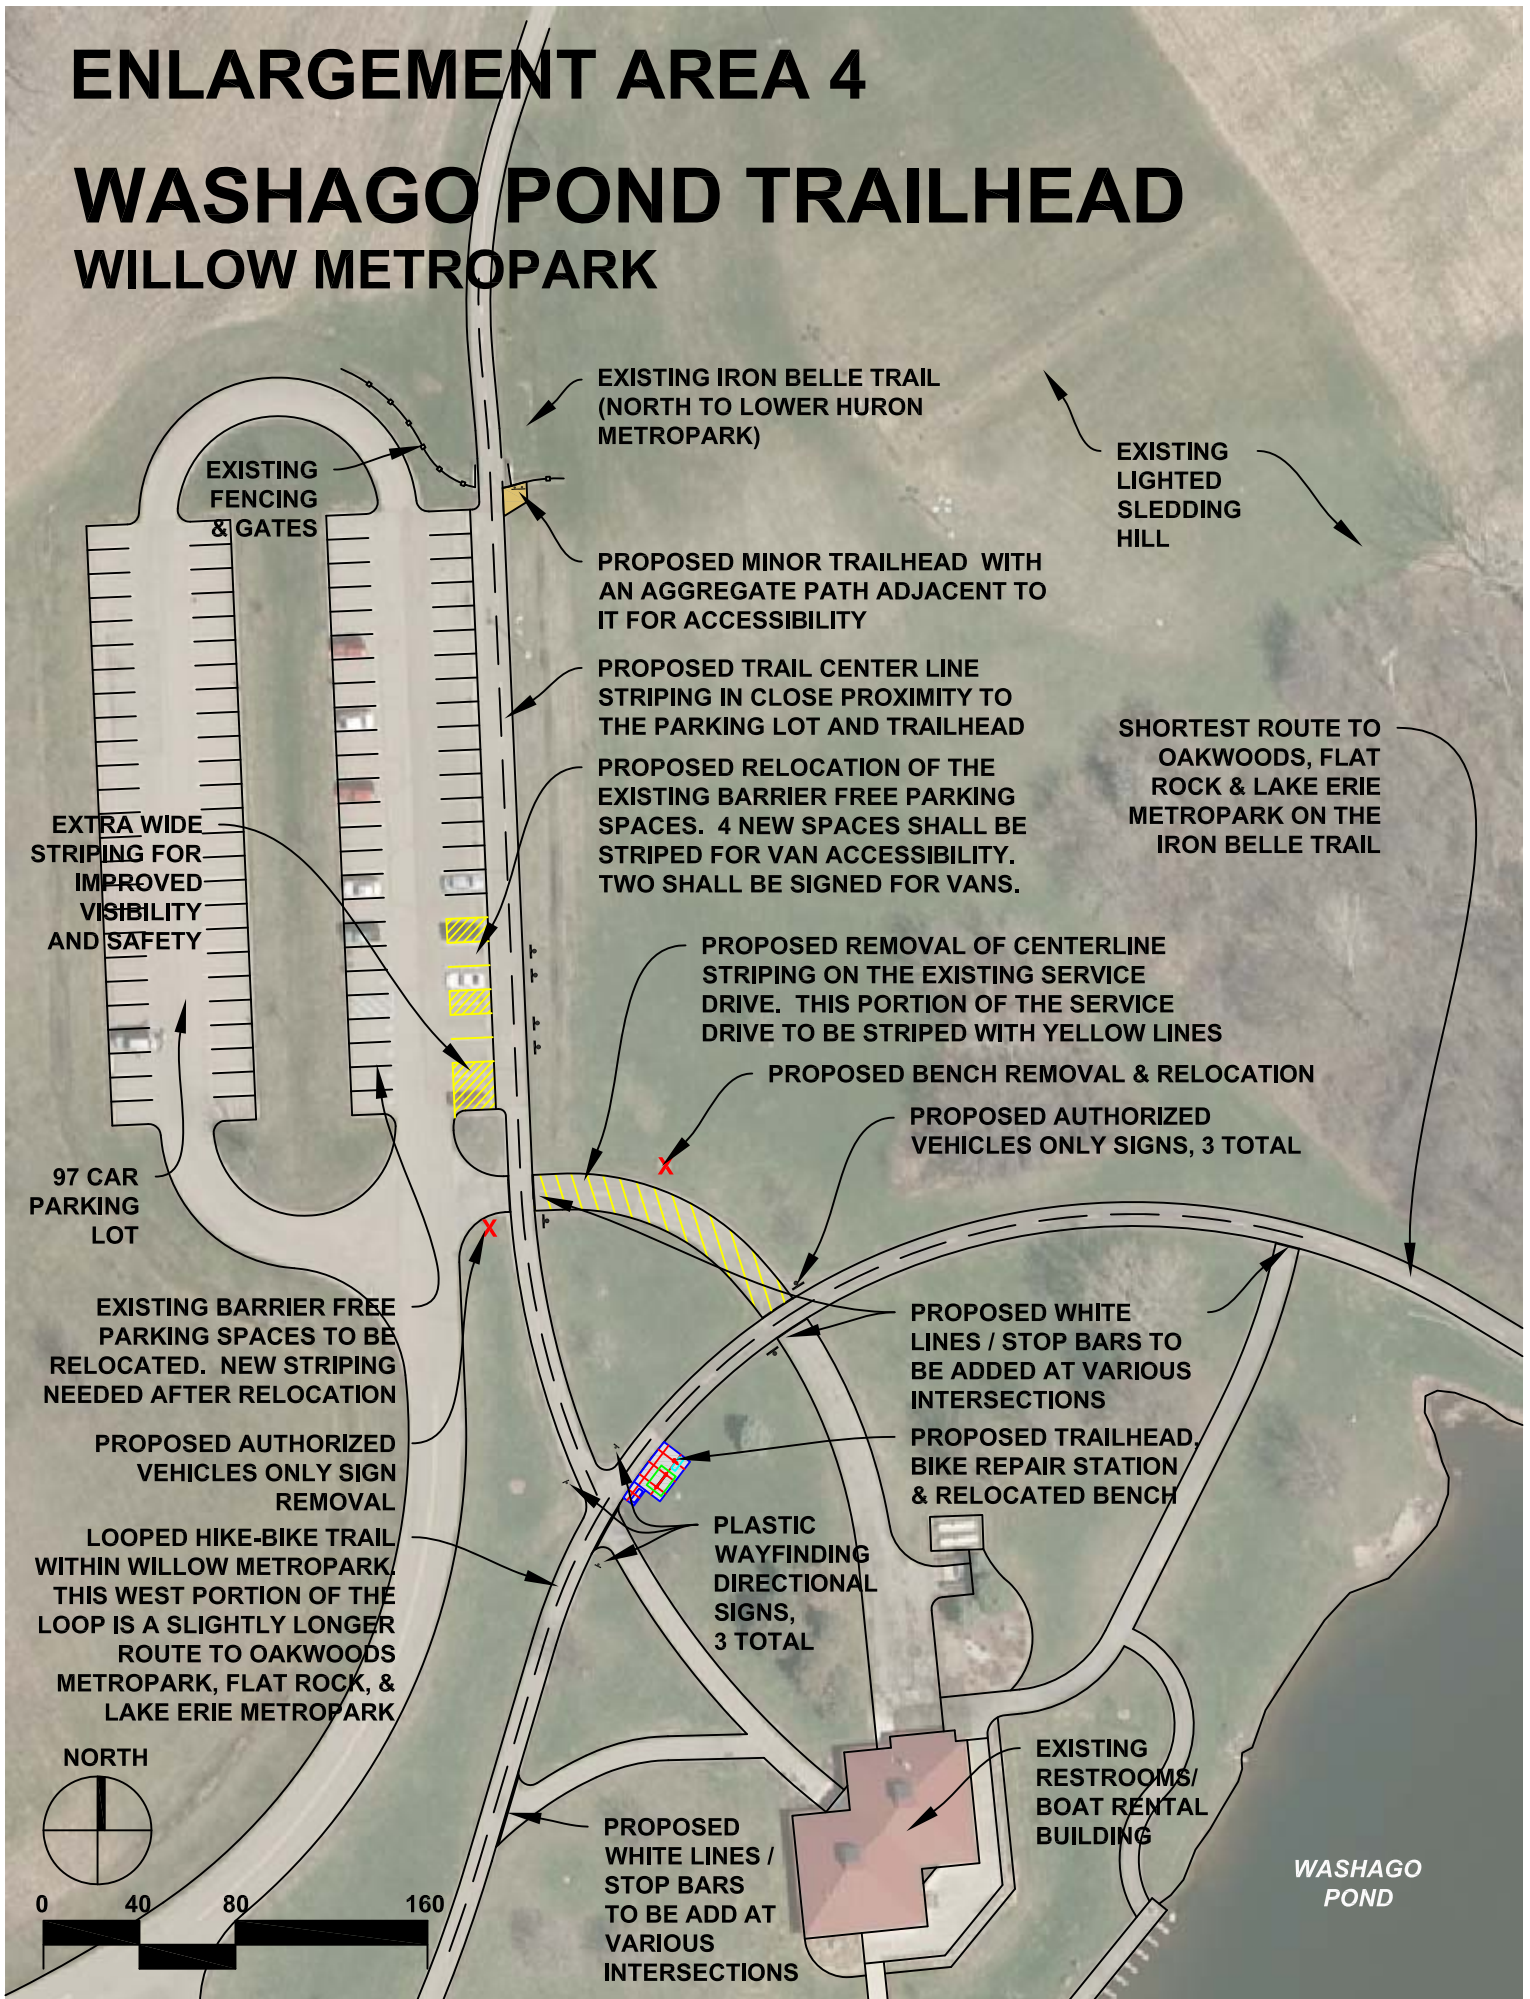 ENLARGEMENT AREA 4
WASHAGO POND TRAILHEAD
WILLOW METROPARK
EXISTING IRON BELLE TRAIL
(NORTH TO LOWER HURON
METROPARK)
EXISTING
FENCING
& GATES
EXISTING
LIGHTED
SLEDDING
HILL
PROPOSED MINOR TRAILHEAD WITH
AN AGGREGATE PATH ADJACENT TO
IT FOR ACCESSIBILITY
PROPOSED TRAIL CENTER LINE
STRIPING IN CLOSE PROXIMITY TO
THE PARKING LOT AND TRAILHEAD
SHORTEST ROUTE TO
OAKWOODS, FLAT
ROCK & LAKE ERIE
METROPARK ON THE
IRON BELLE TRAIL
PROPOSED RELOCATION OF THE
EXISTING BARRIER FREE PARKING
SPACES. 4 NEW SPACES SHALL BE
STRIPED FOR VAN ACCESSIBILITY.
TWO SHALL BE SIGNED FOR VANS.
EXTRA WIDE
STRIPING FOR
IMPROVED
VISIBILITY
AND SAFETY
PROPOSED REMOVAL OF CENTERLINE
STRIPING ON THE EXISTING SERVICE
DRIVE. THIS PORTION OF THE SERVICE
DRIVE TO BE STRIPED WITH YELLOW LINES
PROPOSED BENCH REMOVAL & RELOCATION
PROPOSED AUTHORIZED
VEHICLES ONLY SIGNS, 3 TOTAL
X
97 CAR
PARKING
LOT
X
EXISTING BARRIER FREE
PARKING SPACES TO BE
RELOCATED. NEW STRIPING
NEEDED AFTER RELOCATION
PROPOSED WHITE
LINES / STOP BARS TO
BE ADDED AT VARIOUS
INTERSECTIONS
PROPOSED AUTHORIZED
VEHICLES ONLY SIGN
REMOVAL
PROPOSED TRAILHEAD,
BIKE REPAIR STATION
& RELOCATED BENCH
LOOPED HIKE-BIKE TRAIL
WITHIN WILLOW METROPARK.
THIS WEST PORTION OF THE
LOOP IS A SLIGHTLY LONGER
ROUTE TO OAKWOODS
METROPARK, FLAT ROCK, &
LAKE ERIE METROPARK
PLASTIC
WAYFINDING
DIRECTIONAL
SIGNS,
3 TOTAL
NORTH
EXISTING
RESTROOMS/
BOAT RENTAL
BUILDING
PROPOSED
WHITE LINES /
STOP BARS
TO BE ADD AT
VARIOUS
INTERSECTIONS
WASHAGO
POND
0 40 80 160